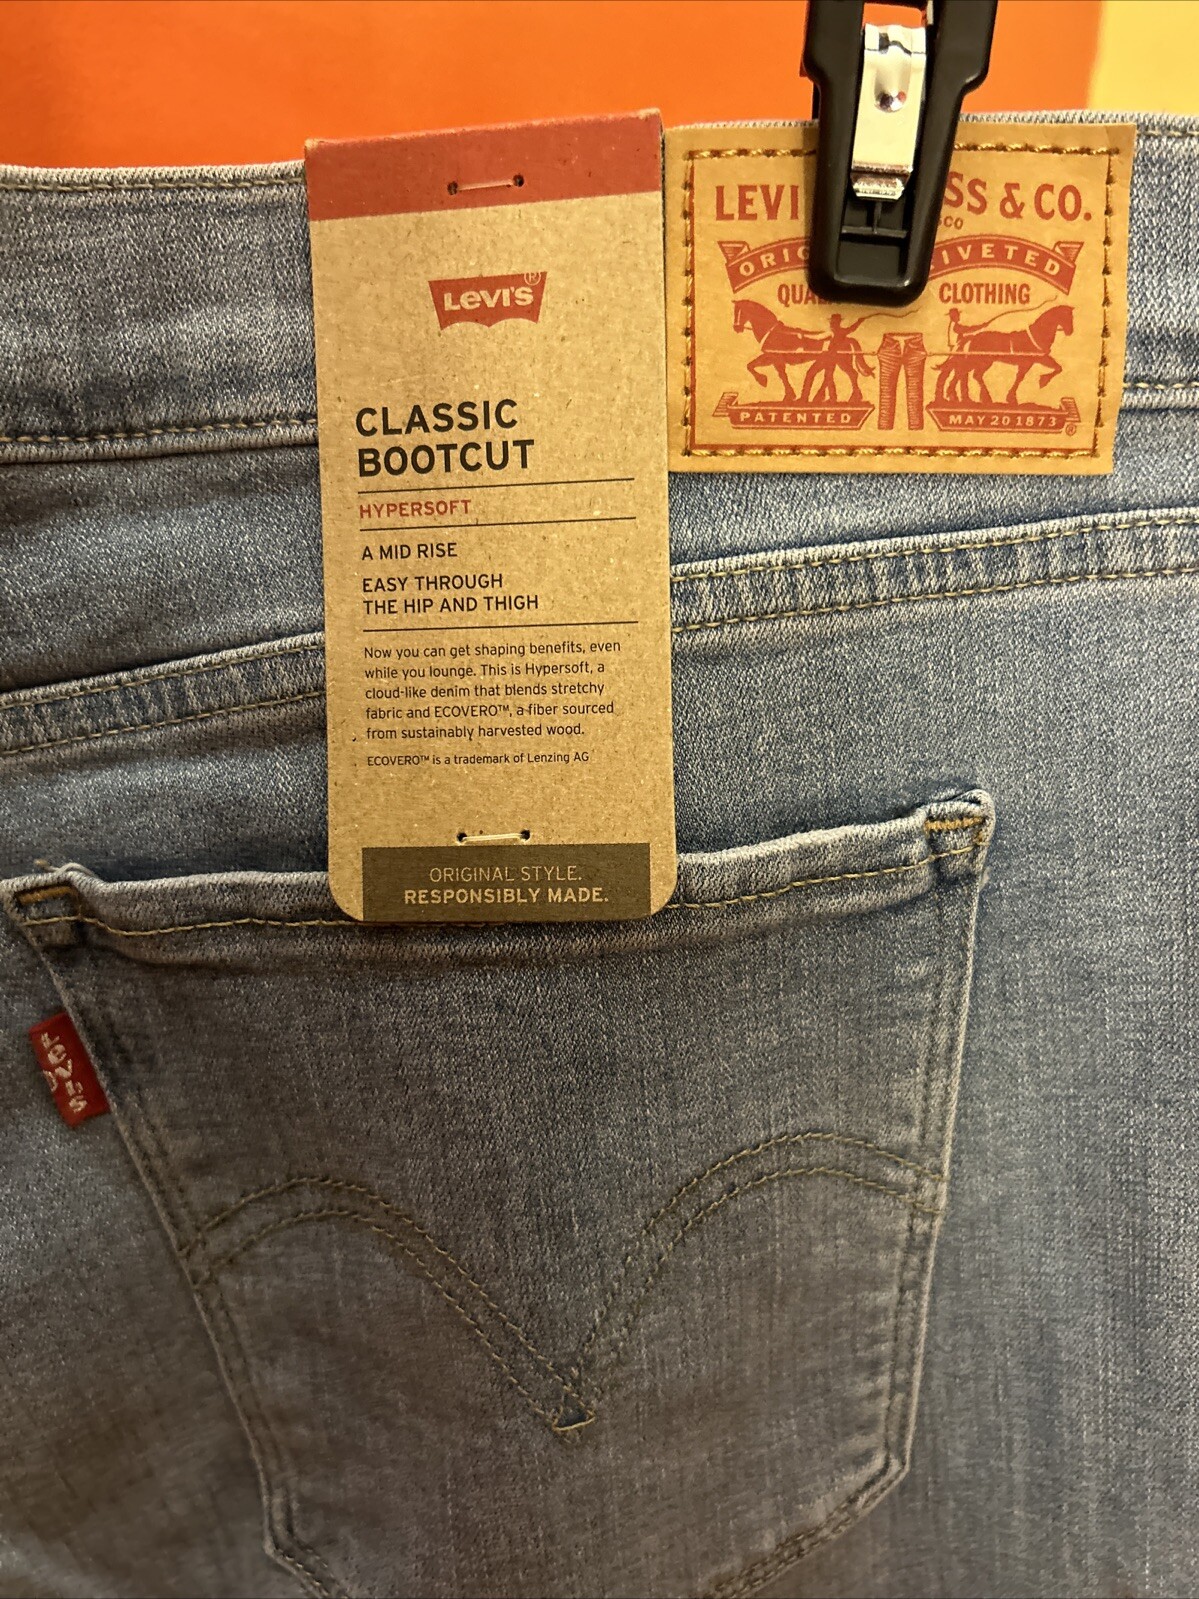 Levi's®
CLASSIC
BOOTCUT
HYPERSOFT
A MID RISE
EASY THROUGH
THE HIP AND THIGH
Now you can get shaping benefits, even
while you lounge. This is Hypersoft, a
cloud-like denim that blends stretchy
fabric and ECOVERO™, a fiber sourced
from sustainably harvested wood.
ECOVERO™ is a trademark of Lenzing AG
ORIGINAL STYLE.
RESPONSIBLY MADE.
LEVI SS & CO.
CO
ORIG IVETED
QUA CLOTHING
PATENTED MAY 20 1873 ®
LEVI'S